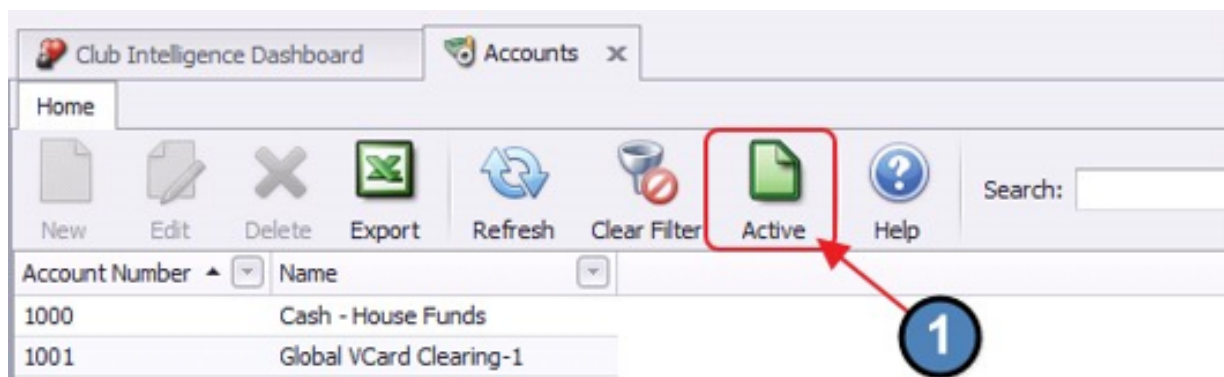 Club Intelligence Dashboard Accounts x
Home
New Edit Delete Export Refresh Clear Filter Active Help Search:
Account Number Name
1000 Cash - House Funds
1001 Global VCard Clearing-1
1